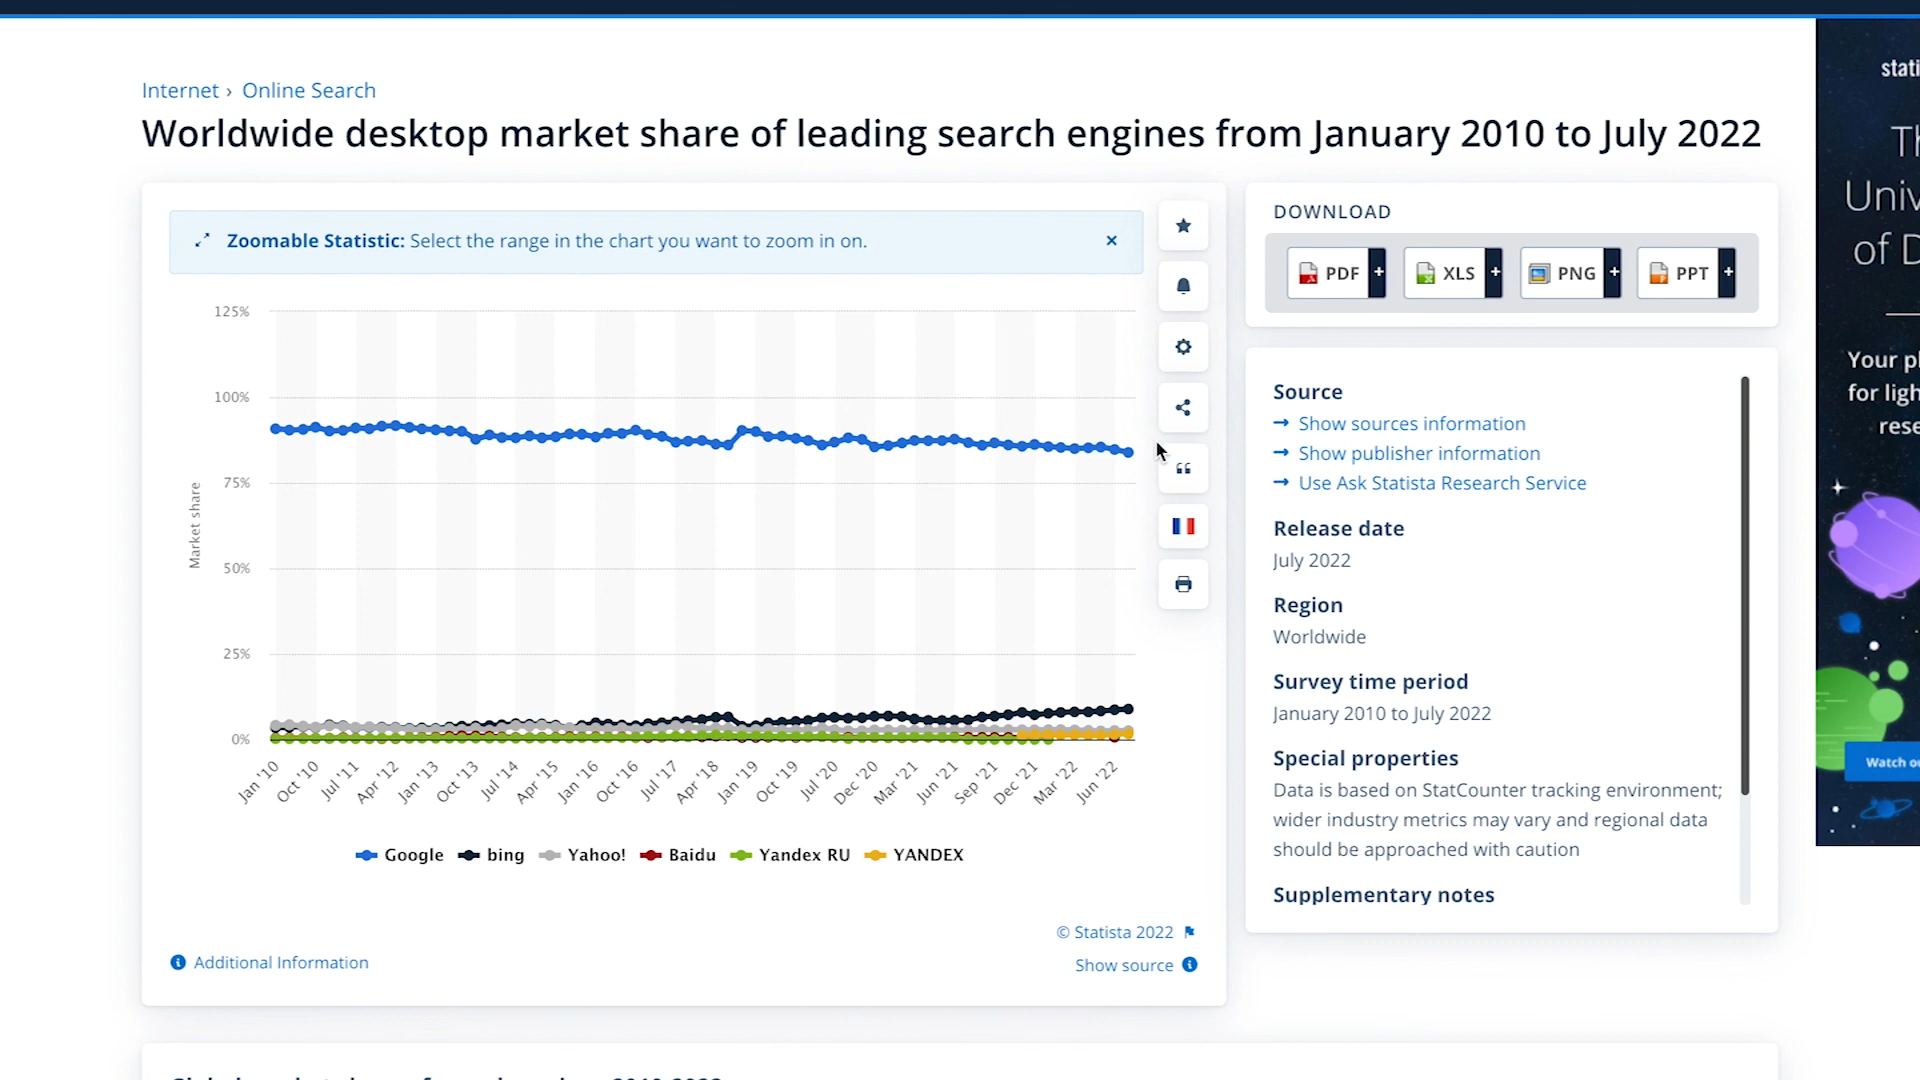 Internet › Online Search
Worldwide desktop market share of leading search engines from January 2010 to July 2022
Zoomable Statistic: Select the range in the chart you want to zoom in on.
125%
100%
75%
50%
25%
0%
Market share
Jan '10
Oct '10
Jul '11
Apr '12
Jan '13
Oct '13
Jul '14
Apr '15
Jan '16
Oct '16
Jul '17
Apr '18
Jan '19
Oct '19
Jul '20
Dec '20
Mar '21
Jun '21
Sep '21
Dec '21
Mar '22
Jun '22
Google bing Yahoo! Baidu Yandex RU YANDEX
© Statista 2022
Additional Information
Show source
DOWNLOAD
PDF + XLS + PNG + PPT +
Source
→ Show sources information
→ Show publisher information
→ Use Ask Statista Research Service
Release date
July 2022
Region
Worldwide
Survey time period
January 2010 to July 2022
Special properties
Data is based on StatCounter tracking environment;
wider industry metrics may vary and regional data
should be approached with caution
Supplementary notes
stati
Th
Univ
of D
Your pl
for ligh
rese
Watch ou